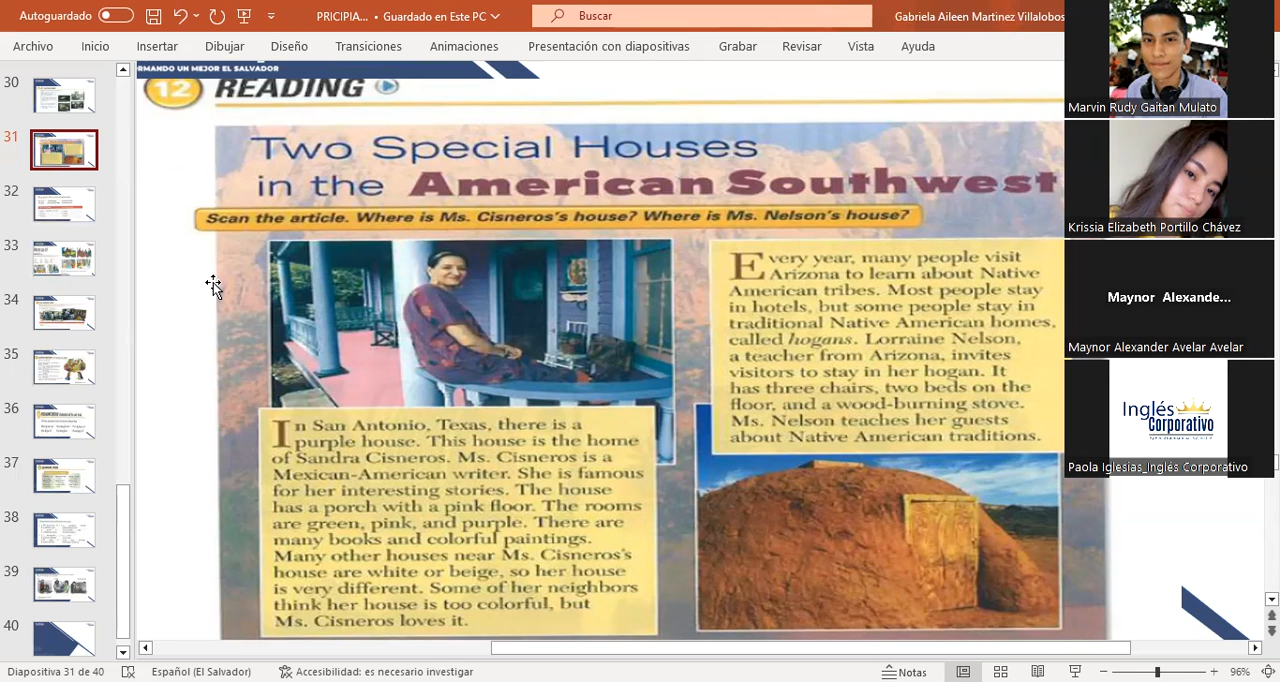 Autoguardado
PRICIPIA... • Guardado en Este PC
Buscar
Gabriela Aileen Martinez Villalobos
Archivo Inicio Insertar Dibujar Diseño Transiciones Animaciones Presentación con diapositivas Grabar Revisar Vista Ayuda
RMANDO UN MEJOR EL SALVADOR
12 READING
Two Special Houses
in the American Southwest
Scan the article. Where is Ms. Cisneros's house? Where is Ms. Nelson's house?
In San Antonio, Texas, there is a
purple house. This house is the home
of Sandra Cisneros. Ms. Cisneros is a
Mexican-American writer. She is famous
for her interesting stories. The house
has a porch with a pink floor. The rooms
are green, pink, and purple. There are
many books and colorful paintings.
Many other houses near Ms. Cisneros's
house are white or beige, so her house
is very different. Some of her neighbors
think her house is too colorful, but
Ms. Cisneros loves it.
Every year, many people visit
Arizona to learn about Native
American tribes. Most people stay
in hotels, but some people stay in
traditional Native American homes,
called hogans. Lorraine Nelson,
a teacher from Arizona, invites
visitors to stay in her hogan. It
has three chairs, two beds on the
floor, and a wood-burning stove.
Ms. Nelson teaches her guests
about Native American traditions.
Marvin Rudy Gaitan Mulato
Krissia Elizabeth Portillo Chávez
Maynor Alexande...
Maynor Alexander Avelar Avelar
Inglés
Corporativo
Paola Iglesias_Inglés Corporativo
30
31
32
33
34
35
36
37
38
39
40
Diapositiva 31 de 40
Español (El Salvador)
Accesibilidad: es necesario investigar
Notas
96%